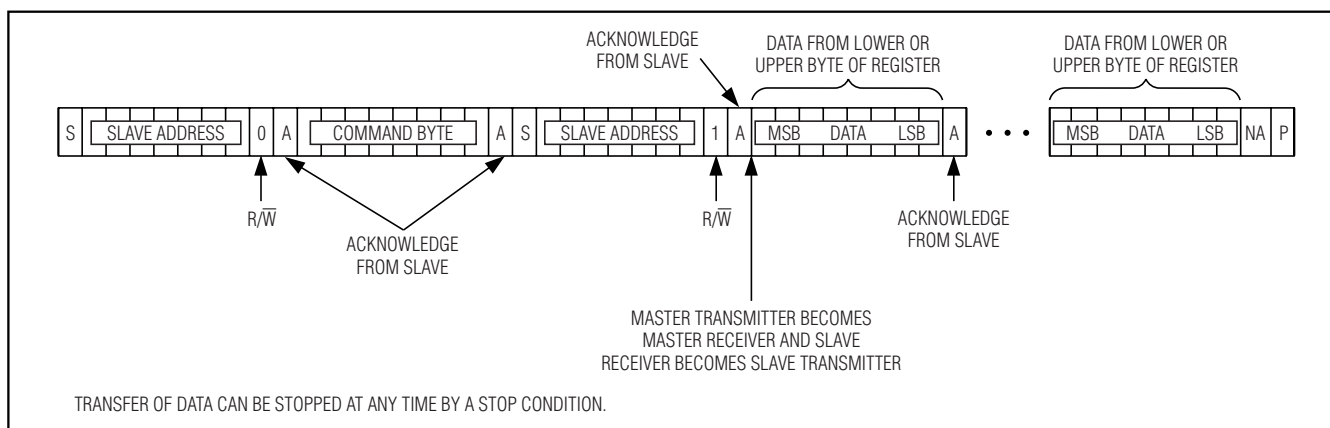 ACKNOWLEDGE
FROM SLAVE
DATA FROM LOWER OR
UPPER BYTE OF REGISTER
DATA FROM LOWER OR
UPPER BYTE OF REGISTER
S SLAVE ADDRESS 0 A COMMAND BYTE A S SLAVE ADDRESS 1 A MSB DATA LSB A • • • MSB DATA LSB NA P
R/W̅
ACKNOWLEDGE
FROM SLAVE
R/W̅
ACKNOWLEDGE
FROM SLAVE
MASTER TRANSMITTER BECOMES
MASTER RECEIVER AND SLAVE
RECEIVER BECOMES SLAVE TRANSMITTER
TRANSFER OF DATA CAN BE STOPPED AT ANY TIME BY A STOP CONDITION.